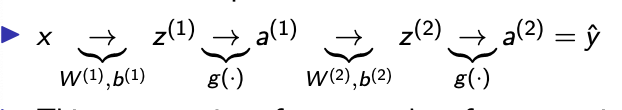 x → z⁽¹⁾ → a⁽¹⁾ → z⁽²⁾ → a⁽²⁾ = ŷ
W⁽¹⁾,b⁽¹⁾ g(·) W⁽²⁾,b⁽²⁾ g(·)